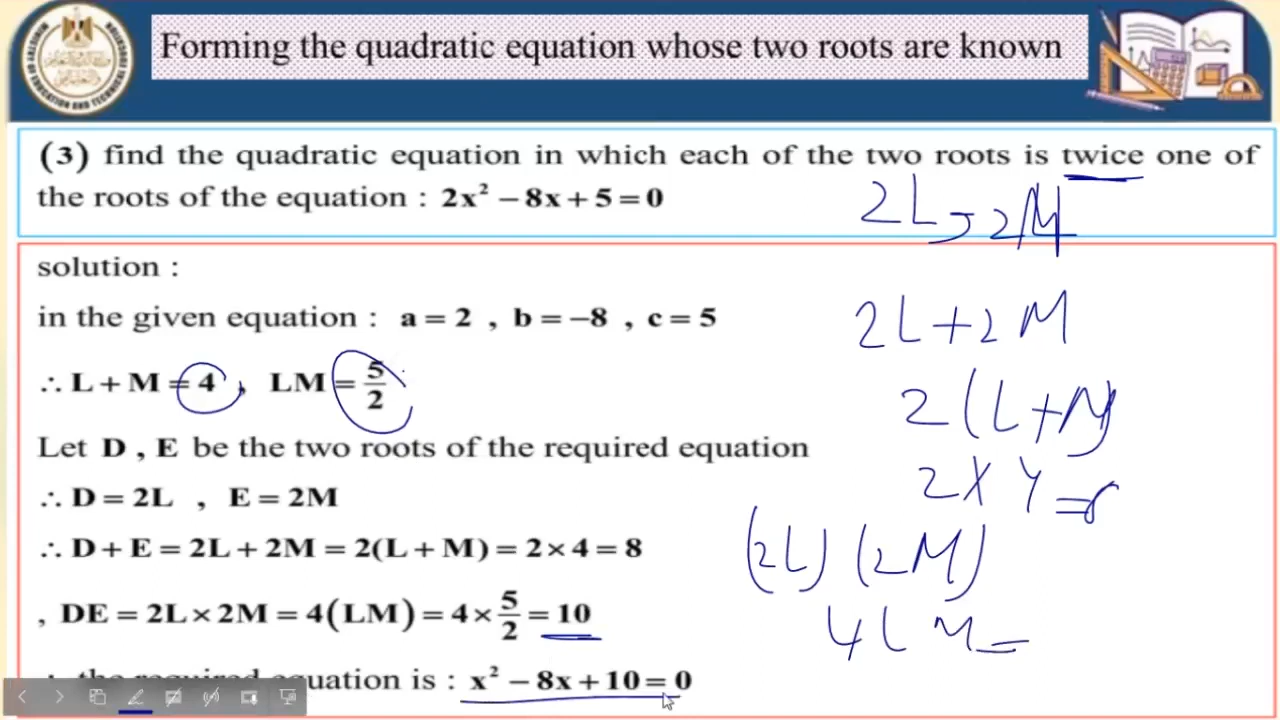 Forming the quadratic equation whose two roots are known
(3) find the quadratic equation in which each of the two roots is twice one of
the roots of the equation : 2x² − 8x + 5 = 0
2L, 2M
solution :
in the given equation : a = 2 , b = −8 , c = 5
2L + 2M
∴ L + M = 4 , LM = 5/2
2 (L + M)
Let D , E be the two roots of the required equation
∴ D = 2L , E = 2M
2 × 4 = 8
∴ D + E = 2L + 2M = 2(L + M) = 2 × 4 = 8
(2L) (2M)
, DE = 2L × 2M = 4(LM) = 4 × 5/2 = 10
4 L M =
∴ the required equation is : x² − 8x + 10 = 0